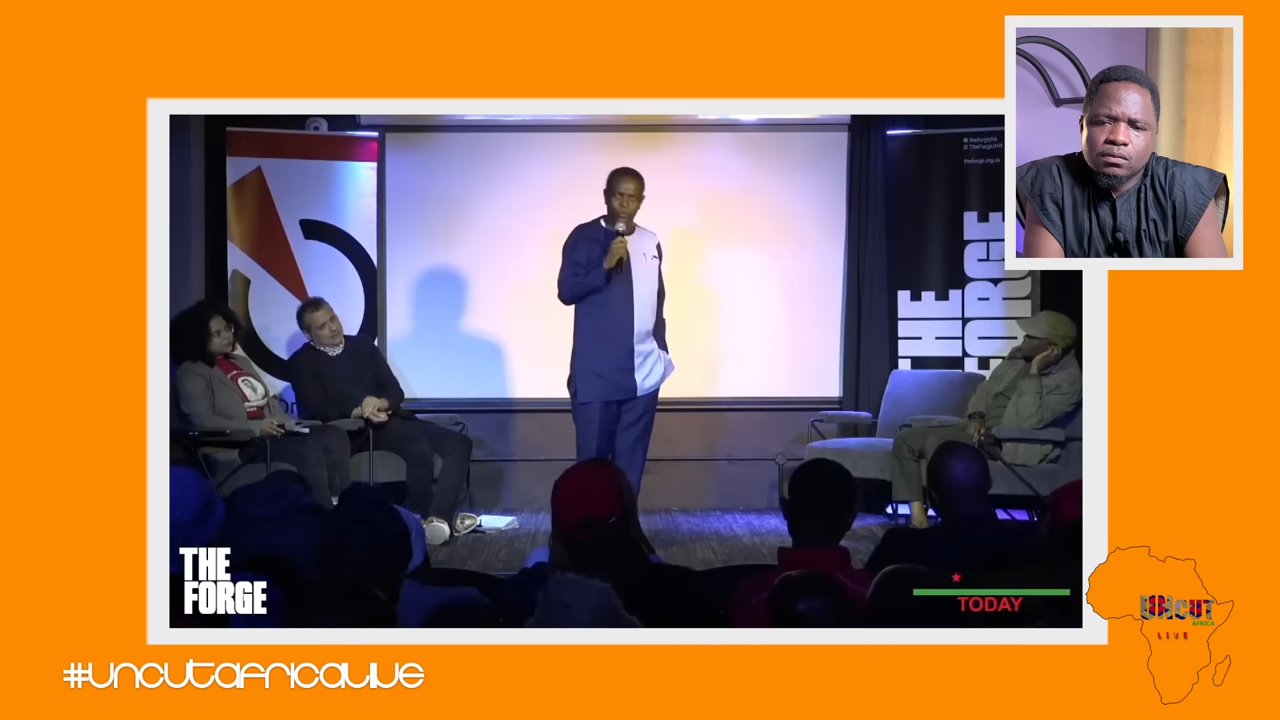 THE
FORGE
THE
FORGE
TODAY
UNCUT
AFRICA
LIVE
#UNCUTAFRICALIVE